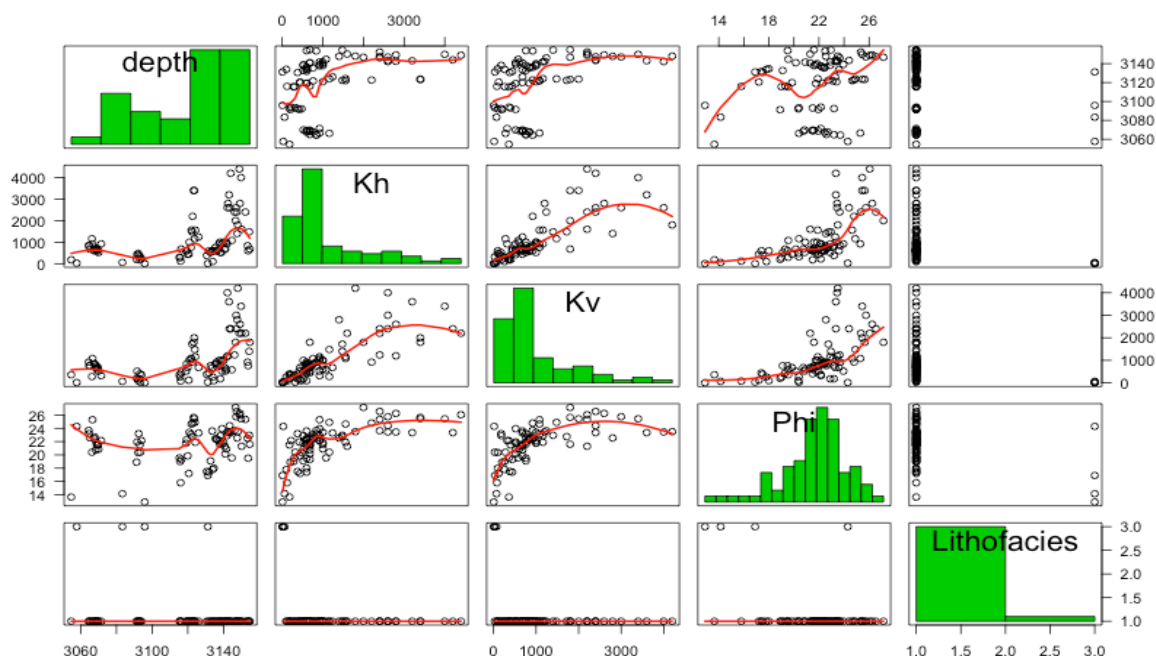 0 1000 3000
14 18 22 26
depth
3060 3080 3100 3120 3140
0 1000 2000 3000 4000
Kh
Kv
0 1000 2000 3000 4000
14 16 18 20 22 24 26
Phi
Lithofacies
1.0 1.5 2.0 2.5 3.0
3060 3100 3140
0 1000 3000
1.0 1.5 2.0 2.5 3.0